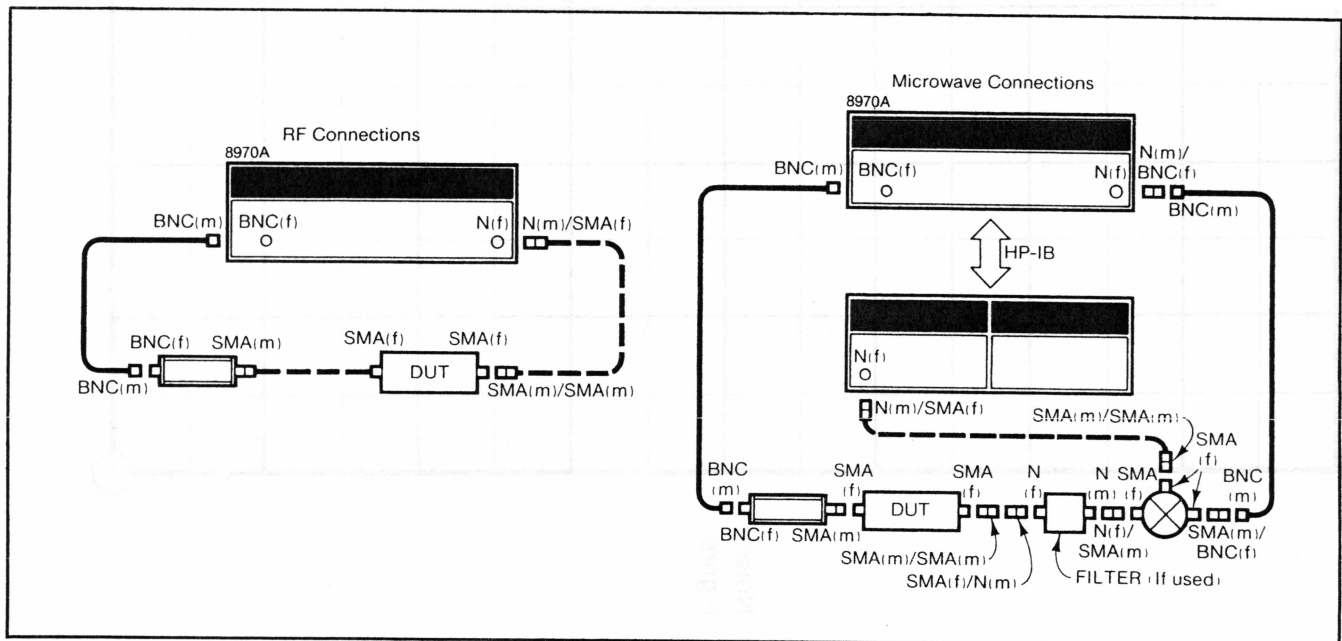 RF Connections
8970A
BNC(m)
BNC(f)
N(f)
N(m)/SMA(f)
BNC(f)
SMA(m)
SMA(f)
SMA(f)
BNC(m)
DUT
SMA(m)/SMA(m)
Microwave Connections
8970A
BNC(m)
BNC(f)
N(f)
N(m)/
BNC(f)
BNC(m)
HP-IB
N(f)
N(m)/SMA(f)
SMA(m)/SMA(m)
SMA
(f)
BNC
(m)
BNC(f)
SMA(m)
SMA
(f)
DUT
SMA
(f)
SMA(m)/SMA(m)
SMA(f)/N(m)
N
(f)
FILTER (If used)
N
(m)
N(f)/
SMA(m)
SMA
(f)
SMA(m)/
BNC(f)
BNC
(m)